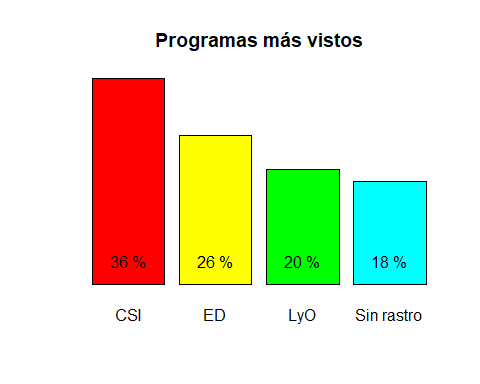 Programas más vistos
36 % 26 % 20 % 18 %
CSI ED LyO Sin rastro